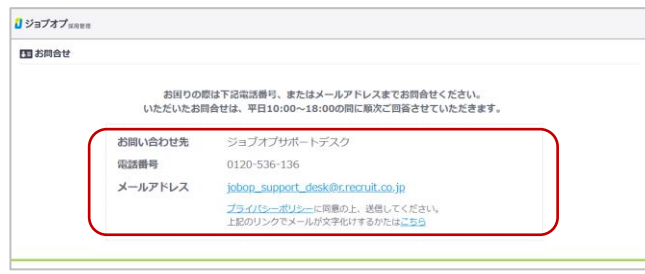 ジョブオプ採用管理
お問合せ
お困りの際は下記電話番号、またはメールアドレスまでお問合せください。
いただいたお問合せは、平日10:00～18:00の間に順次ご回答させていただきます。
お問い合わせ先 ジョブオプサポートデスク
電話番号 0120-536-136
メールアドレス jobop_support_desk@r.recruit.co.jp
プライバシーポリシーに同意の上、送信してください。
上記のリンクでメールが文字化けするかたはこちら